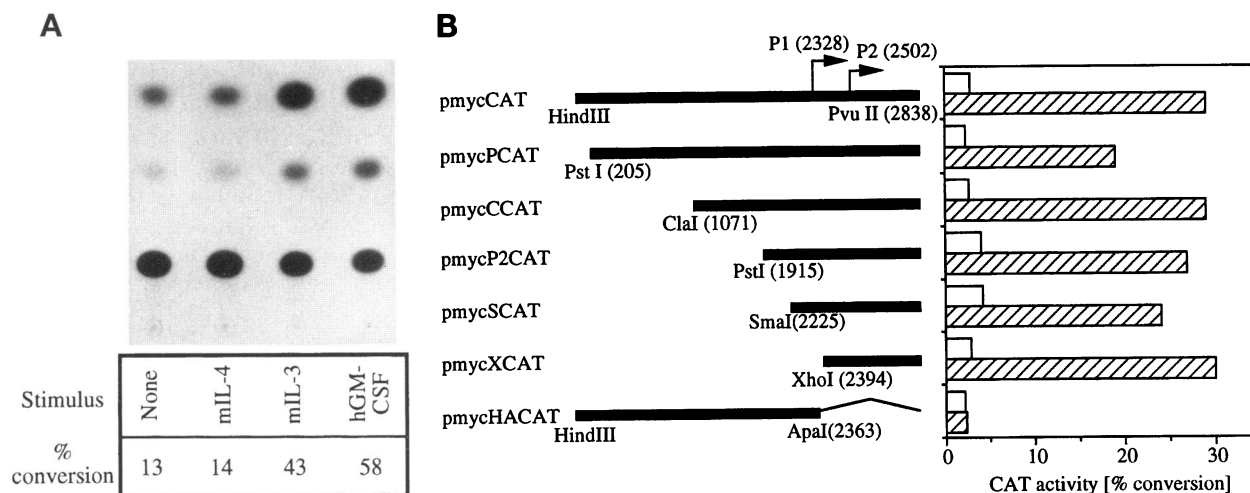 A
Stimulus
None
mIL-4
mIL-3
hGM-
CSF
%
conversion
13
14
43
58
B
P1 (2328)
P2 (2502)
pmycCAT
HindIII
Pvu II (2838)
pmycPCAT
Pst I (205)
pmycCCAT
ClaI (1071)
pmycP2CAT
PstI (1915)
pmycSCAT
SmaI(2225)
pmycXCAT
XhoI (2394)
pmycHACAT
HindIII
ApaI(2363)
0
10
20
30
CAT activity [% conversion]